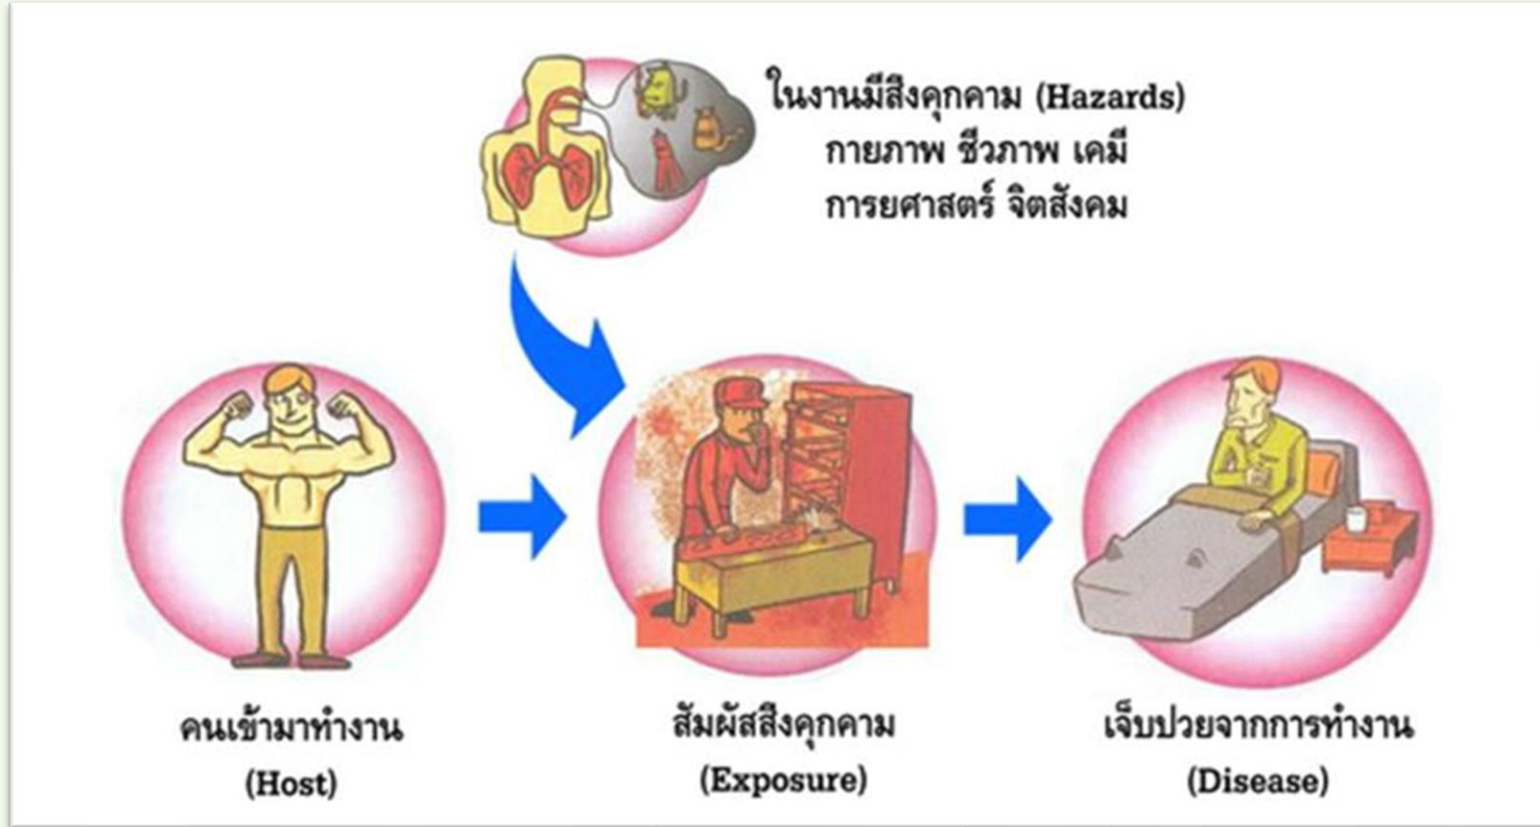 ในงานมีสิ่งคุกคาม (Hazards)
กายภาพ ชีวภาพ เคมี
การยศาสตร์ จิตสังคม
คนเข้ามาทำงาน
(Host)
สัมผัสสิ่งคุกคาม
(Exposure)
เจ็บป่วยจากการทำงาน
(Disease)